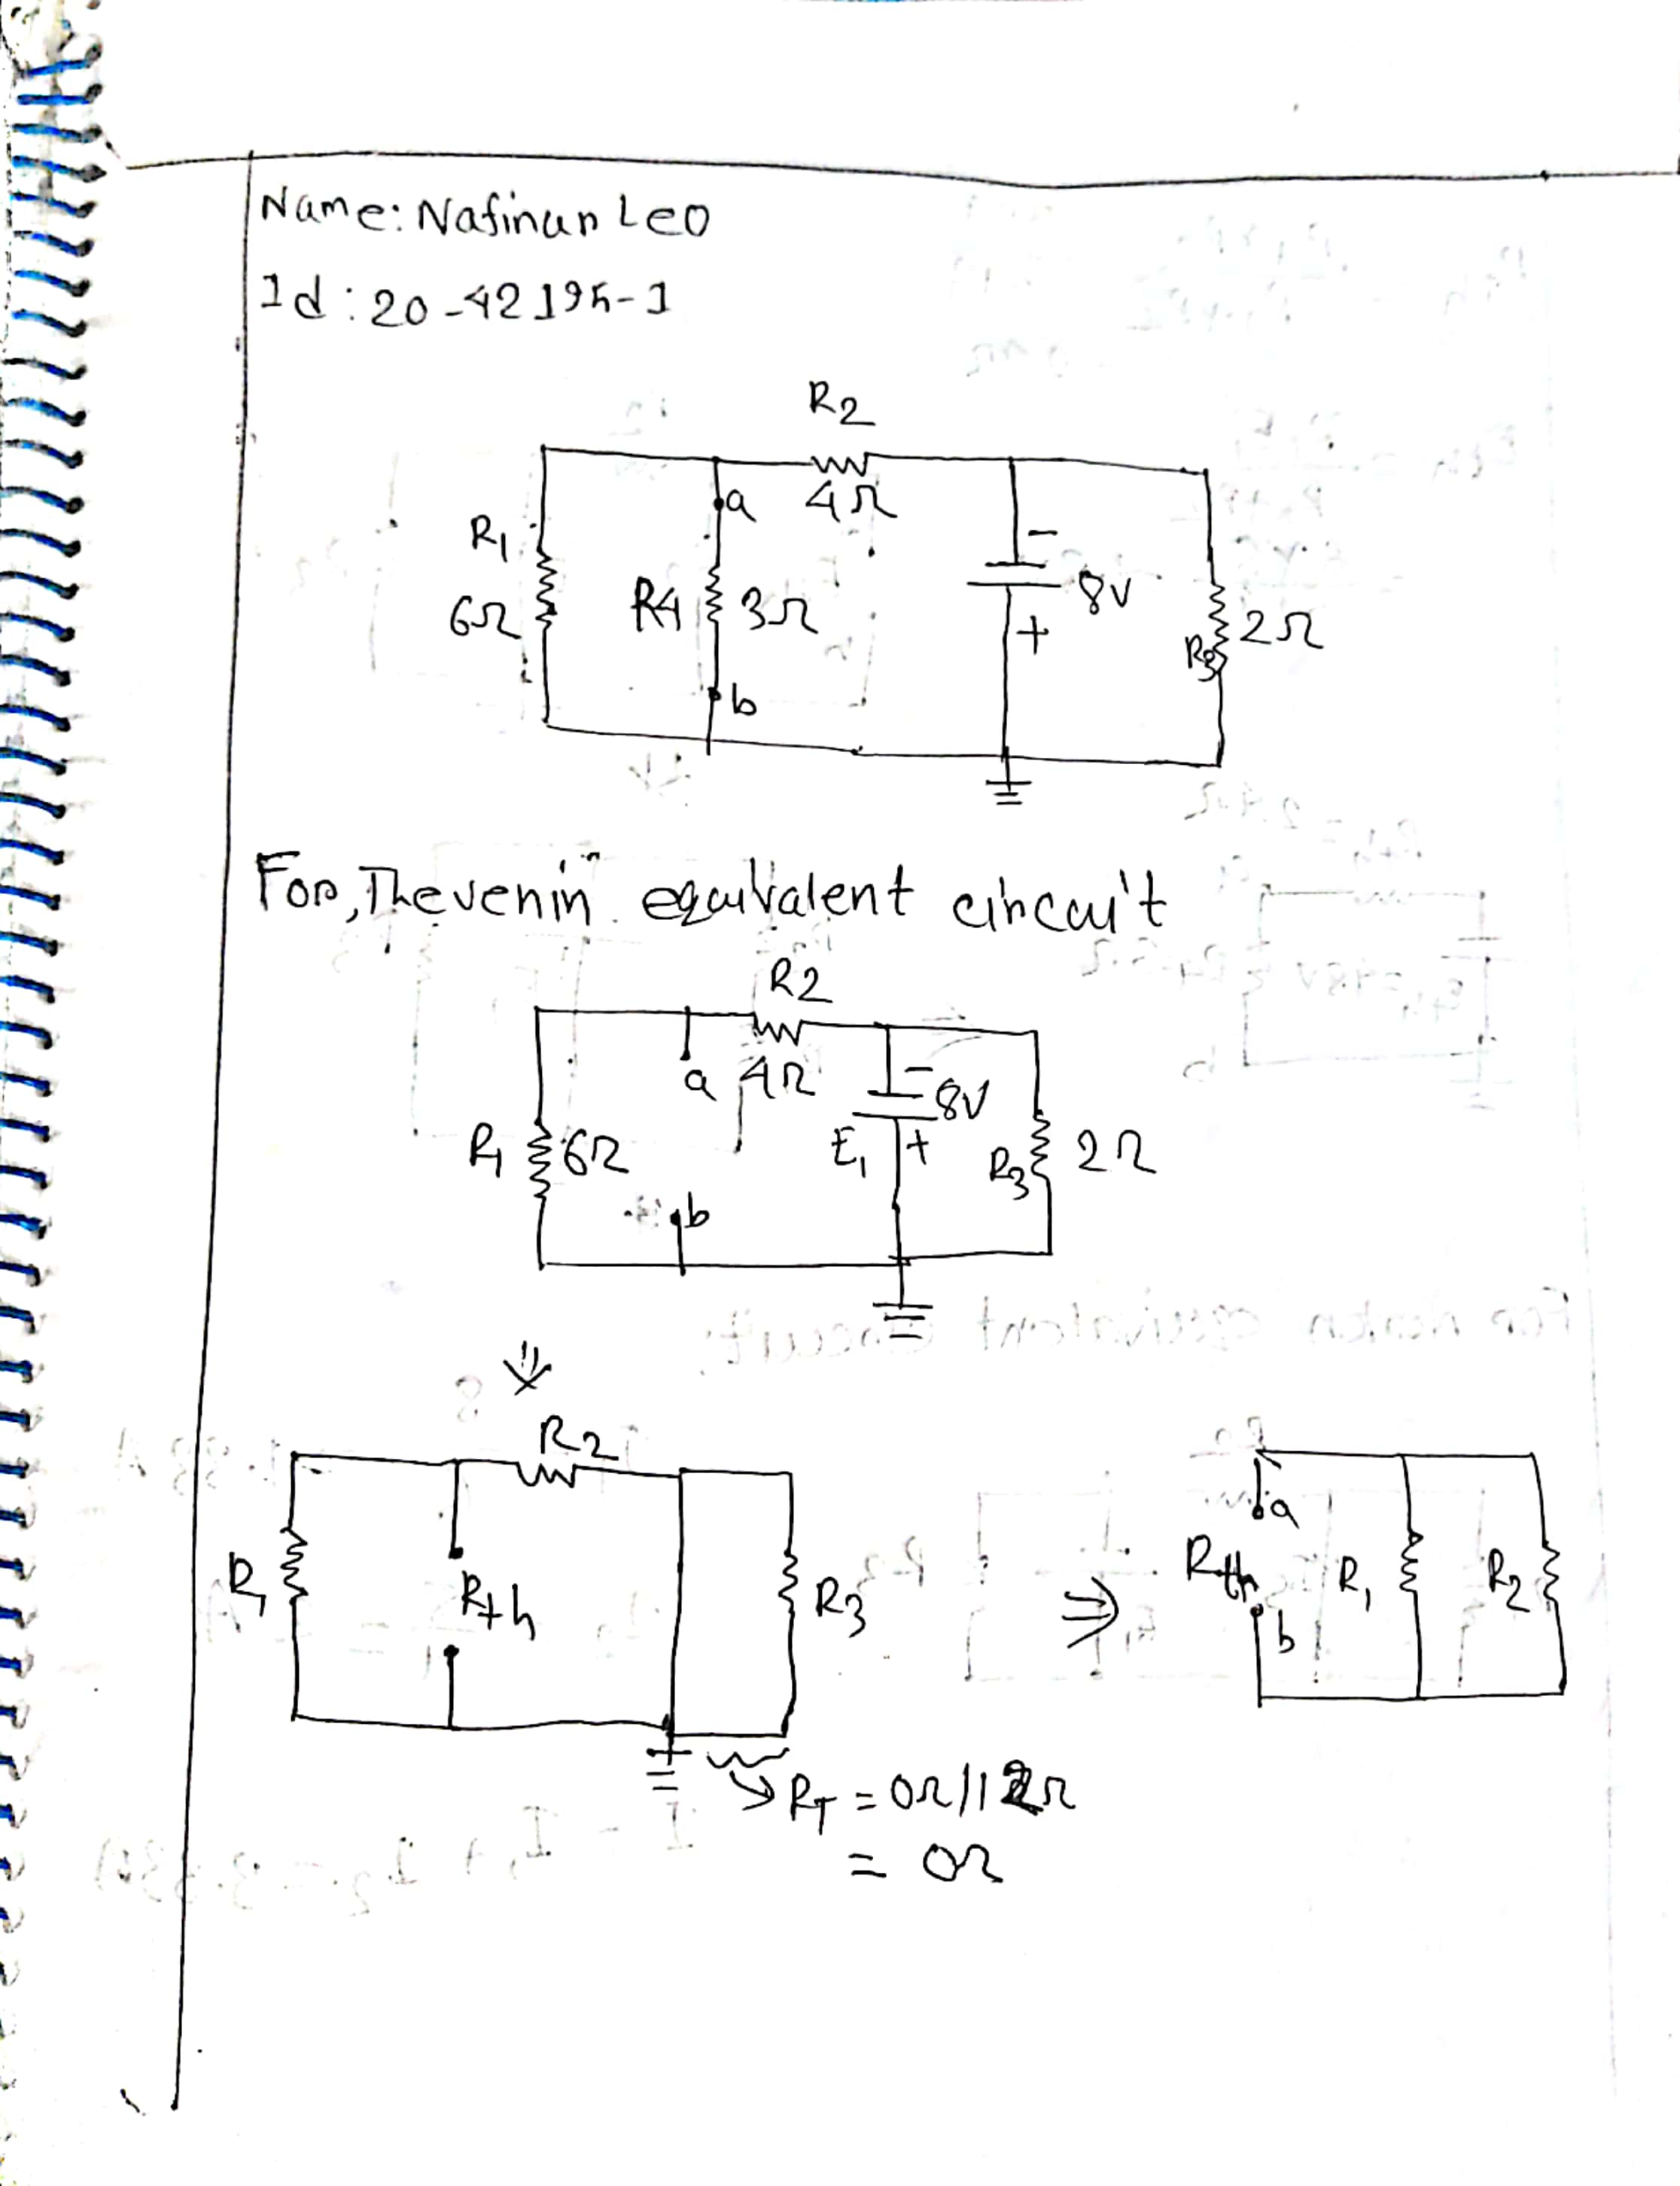 Name: Nafinun Leo
Id: 20-42195-1
R2
4Ω
a
R1
6Ω
R4
3Ω
b
-
8v
+
R3
2Ω
For, Thevenin equivalent circuit
R2
a
4Ω
-
8V
R1
6Ω
E1
+
R3
2Ω
b
R2
R1
Rth
R3
⇒
a
Rth
R1
R2
b
RT = 0Ω||2Ω
= 0Ω